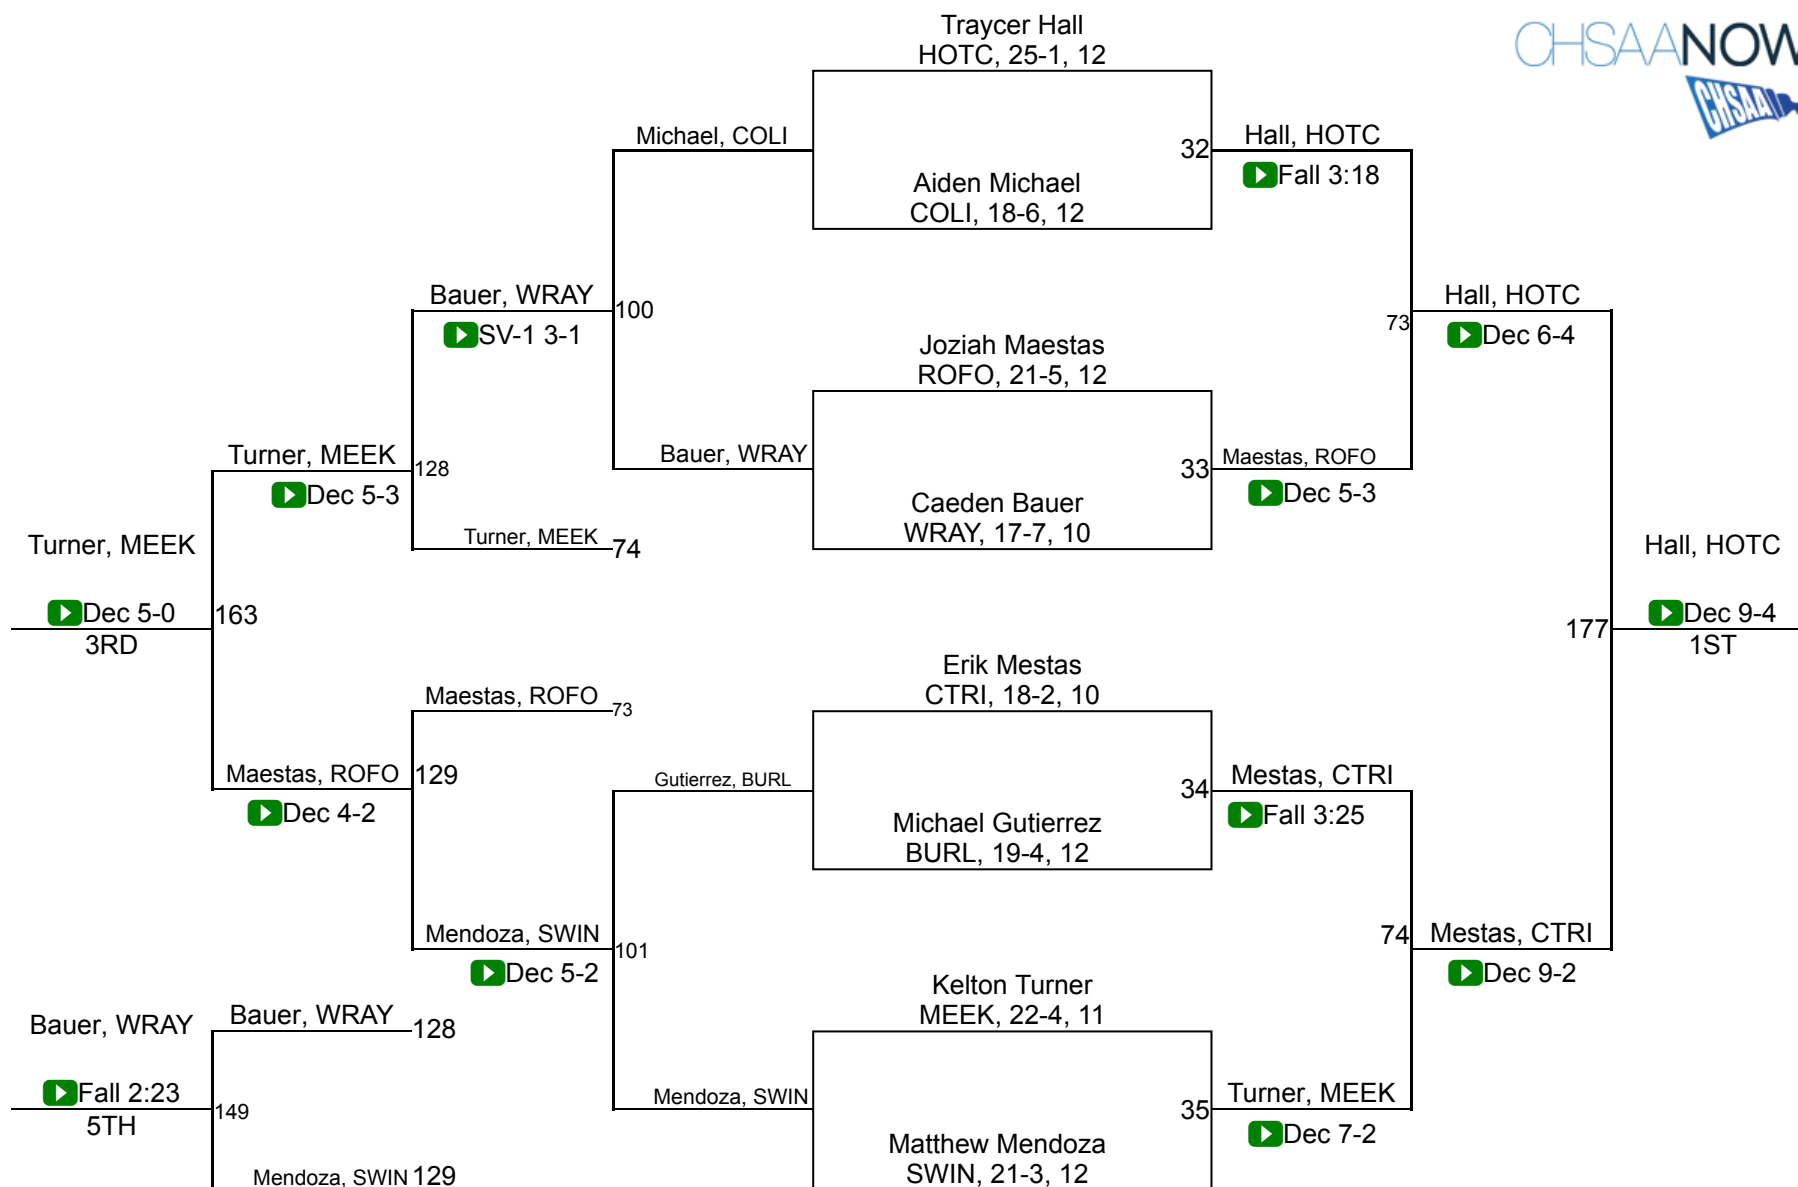 Traycer Hall
HOTC, 25-1, 12
CHSAANOW
CHSAA
Michael, COLI
32
Hall, HOTC
Fall 3:18
Aiden Michael
COLI, 18-6, 12
Bauer, WRAY
SV-1 3-1
100
73
Hall, HOTC
Dec 6-4
Joziah Maestas
ROFO, 21-5, 12
Turner, MEEK
Dec 5-3
128
Bauer, WRAY
33
Maestas, ROFO
Dec 5-3
Caeden Bauer
WRAY, 17-7, 10
Turner, MEEK
Turner, MEEK 74
Hall, HOTC
Dec 5-0
3RD
163
177
Dec 9-4
1ST
Erik Mestas
CTRI, 18-2, 10
Maestas, ROFO 73
Maestas, ROFO
Dec 4-2
129
Gutierrez, BURL
34
Mestas, CTRI
Fall 3:25
Michael Gutierrez
BURL, 19-4, 12
Mendoza, SWIN
Dec 5-2
101
74
Mestas, CTRI
Dec 9-2
Kelton Turner
MEEK, 22-4, 11
Bauer, WRAY
Bauer, WRAY 128
Fall 2:23
5TH
149
Mendoza, SWIN
35
Turner, MEEK
Dec 7-2
Matthew Mendoza
SWIN, 21-3, 12
Mendoza, SWIN 129